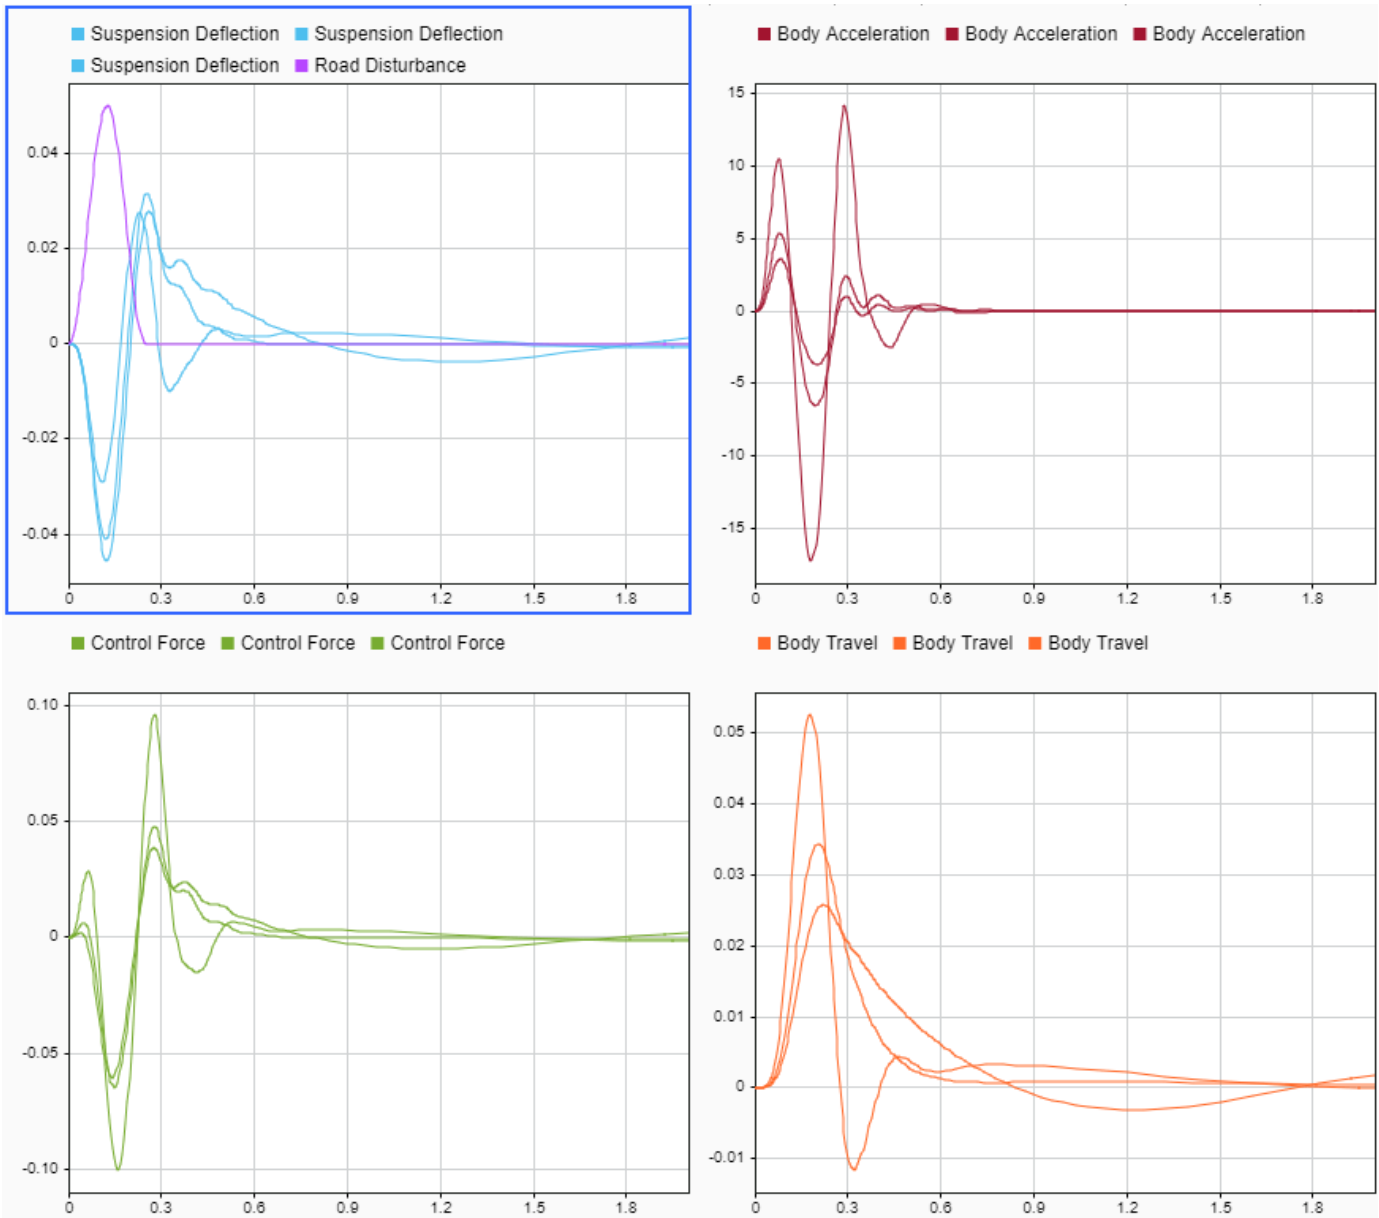 Suspension Deflection Suspension Deflection
Suspension Deflection Road Disturbance
0.04
0.02
0
-0.02
-0.04
0 0.3 0.6 0.9 1.2 1.5 1.8
Body Acceleration Body Acceleration Body Acceleration
15
10
5
0
-5
-10
-15
0 0.3 0.6 0.9 1.2 1.5 1.8
Control Force Control Force Control Force
0.10
0.05
0
-0.05
-0.10
0 0.3 0.6 0.9 1.2 1.5 1.8
Body Travel Body Travel Body Travel
0.05
0.04
0.03
0.02
0.01
0
-0.01
0 0.3 0.6 0.9 1.2 1.5 1.8